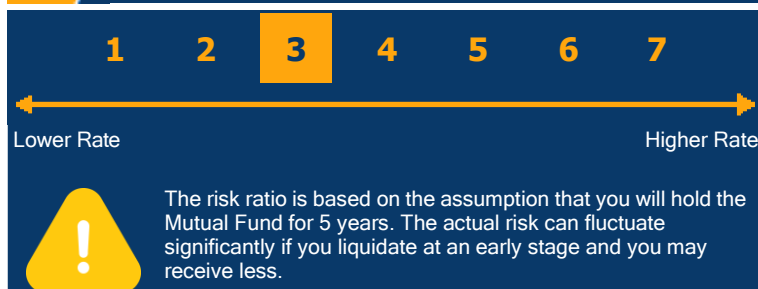 1 2 3 4 5 6 7
Lower Rate Higher Rate
The risk ratio is based on the assumption that you will hold the
Mutual Fund for 5 years. The actual risk can fluctuate
significantly if you liquidate at an early stage and you may
receive less.